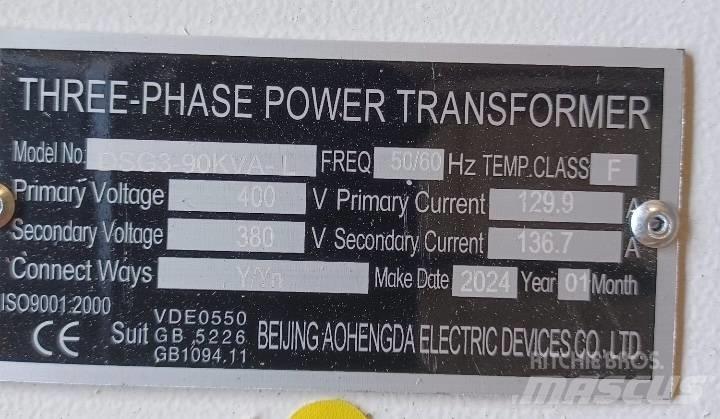 THREE-PHASE POWER TRANSFORMER
Model No DSG3-90KVA-L FREQ 50/60 Hz TEMP.CLASS F
Primary Voltage 400 V Primary Current 129.9 A
Secondary Voltage 380 V Secondary Current 136.7 A
Connect Ways Y/Yn Make Date 2024 Year 01 Month
ISO9001:2000
CE Suit VDE0550
GB 5226
GB1094.11
BEIJING AOHENGDA ELECTRIC DEVICES CO. LTD.
RITCHIE BROS.
MASCUS